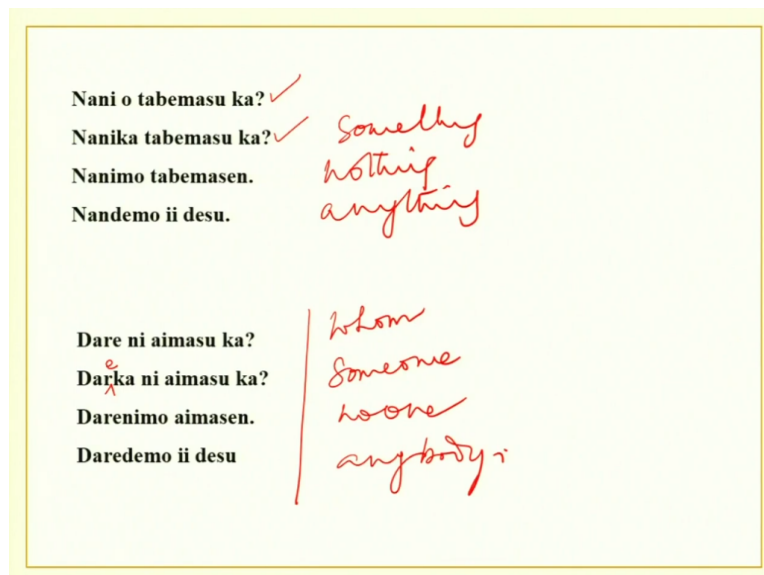 Nani o tabemasu ka? ✓
Nanika tabemasu ka? ✓ Something
Nanimo tabemasen. nothing
Nandemo ii desu. anything
Dare ni aimasu ka? whom
Dareka ni aimasu ka? Someone
Darenimo aimasen. no one
Daredemo ii desu anybody